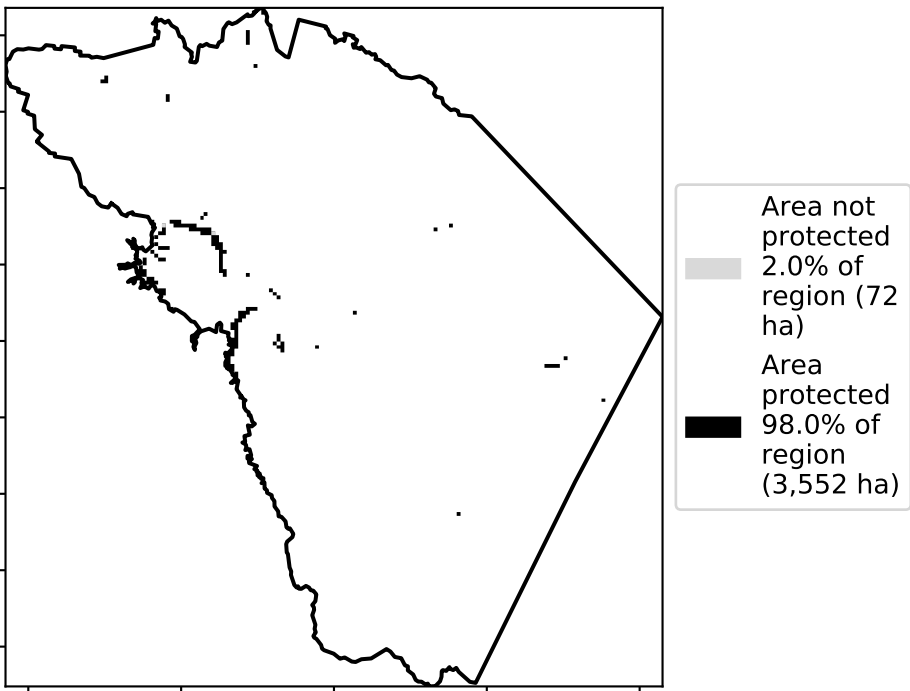 Area not
protected
2.0% of
region (72
ha)
Area
protected
98.0% of
region
(3,552 ha)